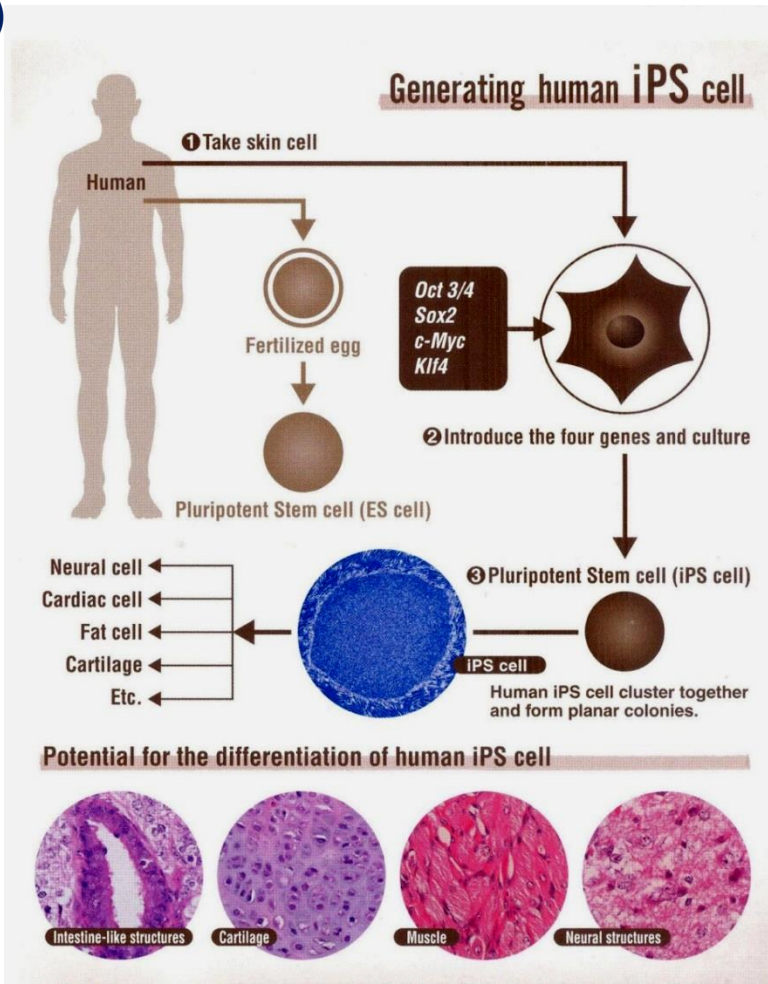 Generating human iPS cell
❶Take skin cell
Human
Fertilized egg
Pluripotent Stem cell (ES cell)
Oct 3/4
Sox2
c-Myc
Klf4
❷Introduce the four genes and culture
❸Pluripotent Stem cell (iPS cell)
iPS cell
Human iPS cell cluster together
and form planar colonies.
Neural cell
Cardiac cell
Fat cell
Cartilage
Etc.
Potential for the differentiation of human iPS cell
Intestine-like structures
Cartilage
Muscle
Neural structures